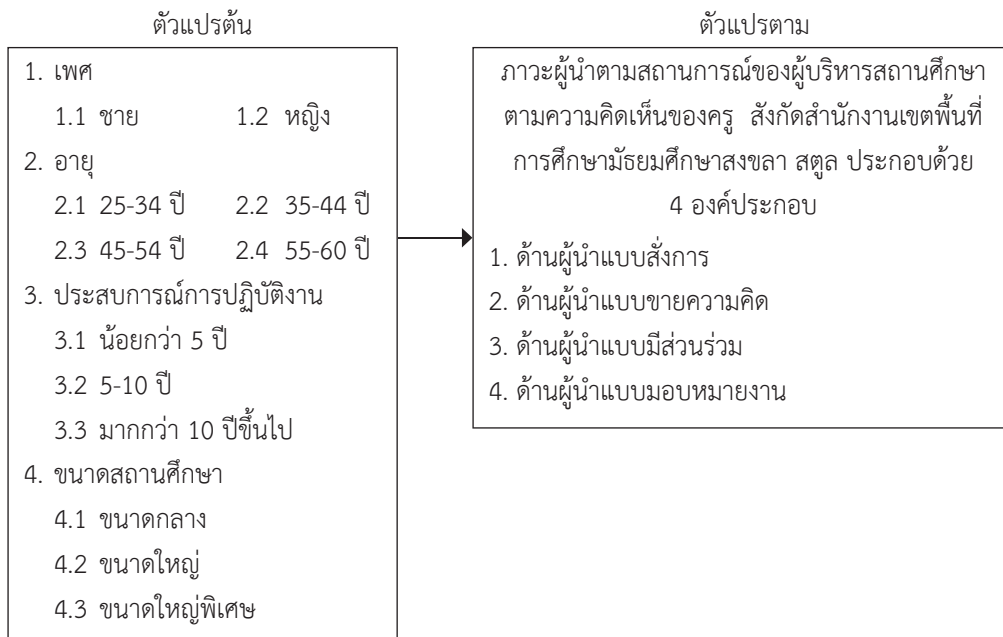 ตัวแปรต้น
1. เพศ
1.1 ชาย 1.2 หญิง
2. อายุ
2.1 25-34 ปี 2.2 35-44 ปี
2.3 45-54 ปี 2.4 55-60 ปี
3. ประสบการณ์การปฏิบัติงาน
3.1 น้อยกว่า 5 ปี
3.2 5-10 ปี
3.3 มากกว่า 10 ปีขึ้นไป
4. ขนาดสถานศึกษา
4.1 ขนาดกลาง
4.2 ขนาดใหญ่
4.3 ขนาดใหญ่พิเศษ
ตัวแปรตาม
ภาวะผู้นำตามสถานการณ์ของผู้บริหารสถานศึกษา
ตามความคิดเห็นของครู สังกัดสำนักงานเขตพื้นที่
การศึกษามัธยมศึกษาสงขลา สตูล ประกอบด้วย
4 องค์ประกอบ
1. ด้านผู้นำแบบสั่งการ
2. ด้านผู้นำแบบขายความคิด
3. ด้านผู้นำแบบมีส่วนร่วม
4. ด้านผู้นำแบบมอบหมายงาน